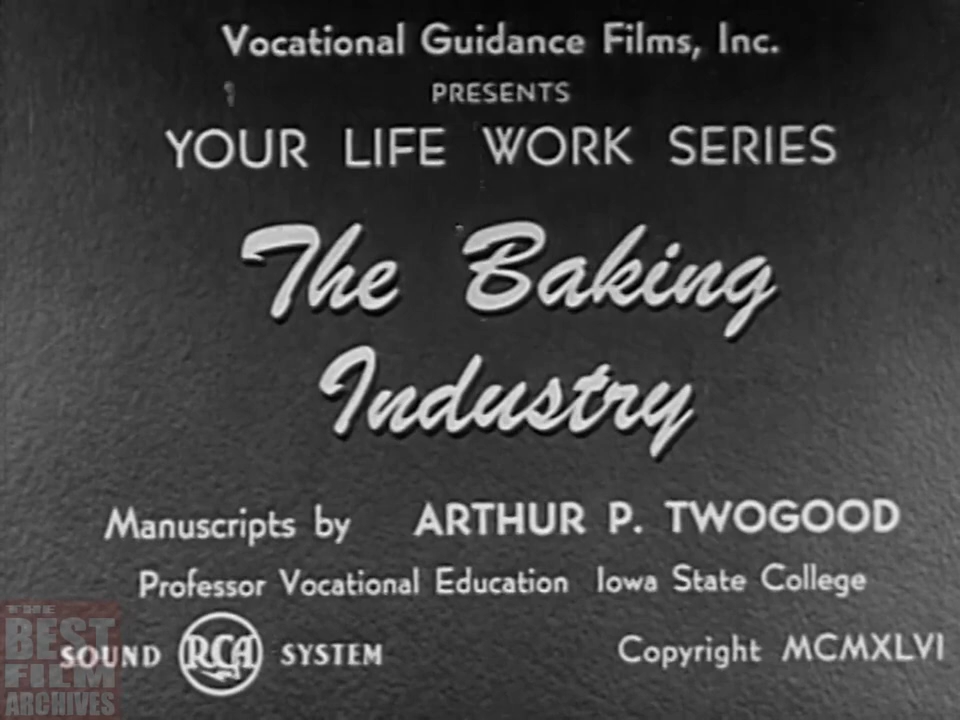 Vocational Guidance Films, Inc.
PRESENTS
YOUR LIFE WORK SERIES
The Baking
Industry
Manuscripts by ARTHUR P. TWOGOOD
Professor Vocational Education Iowa State College
SOUND RCA SYSTEM Copyright MCMXLVI
THE
BEST
FILM
ARCHIVES